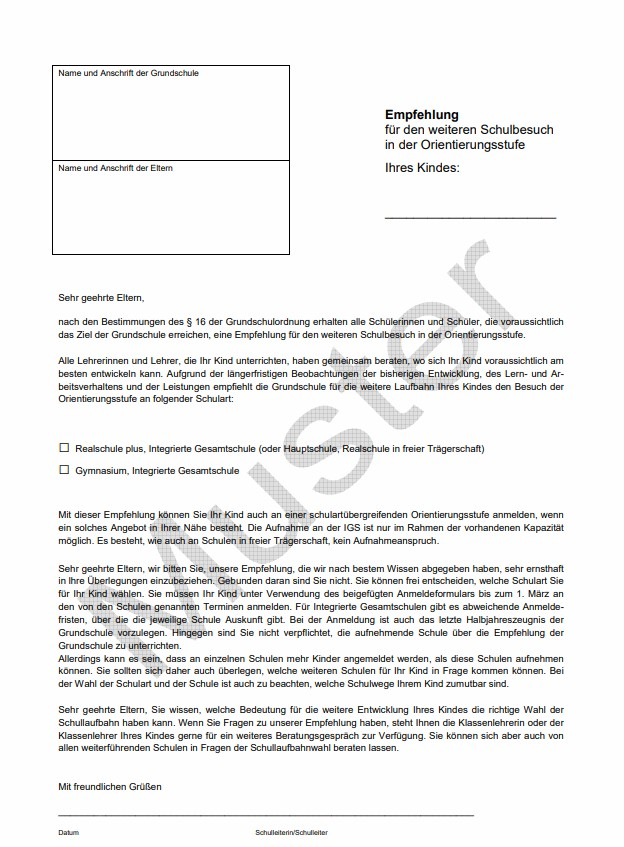 Name und Anschrift der Grundschule
Empfehlung
für den weiteren Schulbesuch
in der Orientierungsstufe
Ihres Kindes:
Name und Anschrift der Eltern
Muster
Sehr geehrte Eltern,
nach den Bestimmungen des § 16 der Grundschulordnung erhalten alle Schülerinnen und Schüler, die voraussichtlich
das Ziel der Grundschule erreichen, eine Empfehlung für den weiteren Schulbesuch in der Orientierungsstufe.
Alle Lehrerinnen und Lehrer, die Ihr Kind unterrichten, haben gemeinsam beraten, wo sich Ihr Kind voraussichtlich am
besten entwickeln kann. Aufgrund der längerfristigen Beobachtungen der bisherigen Entwicklung, des Lern- und Ar-
beitsverhaltens und der Leistungen empfiehlt die Grundschule für die weitere Laufbahn Ihres Kindes den Besuch der
Orientierungsstufe an folgender Schulart:
☐ Realschule plus, Integrierte Gesamtschule (oder Hauptschule, Realschule in freier Trägerschaft)
☐ Gymnasium, Integrierte Gesamtschule
Mit dieser Empfehlung können Sie Ihr Kind auch an einer schulartübergreifenden Orientierungsstufe anmelden, wenn
ein solches Angebot in Ihrer Nähe besteht. Die Aufnahme an der IGS ist nur im Rahmen der vorhandenen Kapazität
möglich. Es besteht, wie auch an Schulen in freier Trägerschaft, kein Aufnahmeanspruch.
Sehr geehrte Eltern, wir bitten Sie, unsere Empfehlung, die wir nach bestem Wissen abgegeben haben, sehr ernsthaft
in Ihre Überlegungen einzubeziehen. Gebunden daran sind Sie nicht. Sie können frei entscheiden, welche Schulart Sie
für Ihr Kind wählen. Sie müssen Ihr Kind unter Verwendung des beigefügten Anmeldeformulars bis zum 1. März an
den von den Schulen genannten Terminen anmelden. Für Integrierte Gesamtschulen gibt es abweichende Anmelde-
fristen, über die die jeweilige Schule Auskunft gibt. Bei der Anmeldung ist auch das letzte Halbjahreszeugnis der
Grundschule vorzulegen. Hingegen sind Sie nicht verpflichtet, die aufnehmende Schule über die Empfehlung der
Grundschule zu unterrichten.
Allerdings kann es sein, dass an einzelnen Schulen mehr Kinder angemeldet werden, als diese Schulen aufnehmen
können. Sie sollten sich daher auch überlegen, welche weiteren Schulen für Ihr Kind in Frage kommen können. Bei
der Wahl der Schulart und der Schule ist auch zu beachten, welche Schulwege Ihrem Kind zumutbar sind.
Sehr geehrte Eltern, Sie wissen, welche Bedeutung für die weitere Entwicklung Ihres Kindes die richtige Wahl der
Schullaufbahn haben kann. Wenn Sie Fragen zu unserer Empfehlung haben, steht Ihnen die Klassenlehrerin oder der
Klassenlehrer Ihres Kindes gerne für ein weiteres Beratungsgespräch zur Verfügung. Sie können sich aber auch von
allen weiterführenden Schulen in Fragen der Schullaufbahnwahl beraten lassen.
Mit freundlichen Grüßen
Datum Schulleiterin/Schulleiter